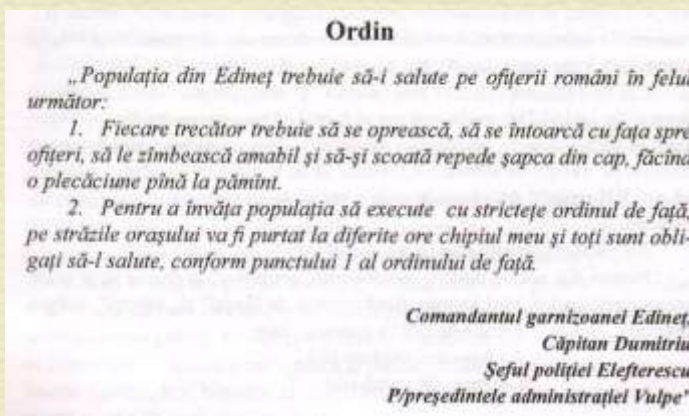 Ordin
„Populația din Edineț trebuie să-i salute pe ofițerii români în felul
următor:
1. Fiecare trecător trebuie să se oprească, să se întoarcă cu fața spre
ofițeri, să le zîmbească amabil și să-și scoată repede șapca din cap, făcînd
o plecăciune pînă la pămînt.
2. Pentru a învăța populația să execute cu strictețe ordinul de față,
pe străzile orașului va fi purtat la diferite ore chipiul meu și toți sunt obli-
gați să-l salute, conform punctului 1 al ordinului de față.
Comandantul garnizoanei Edineț,
Căpitan Dumitriu
Șeful poliției Elefterescu
P/președintele administrației Vulpe"